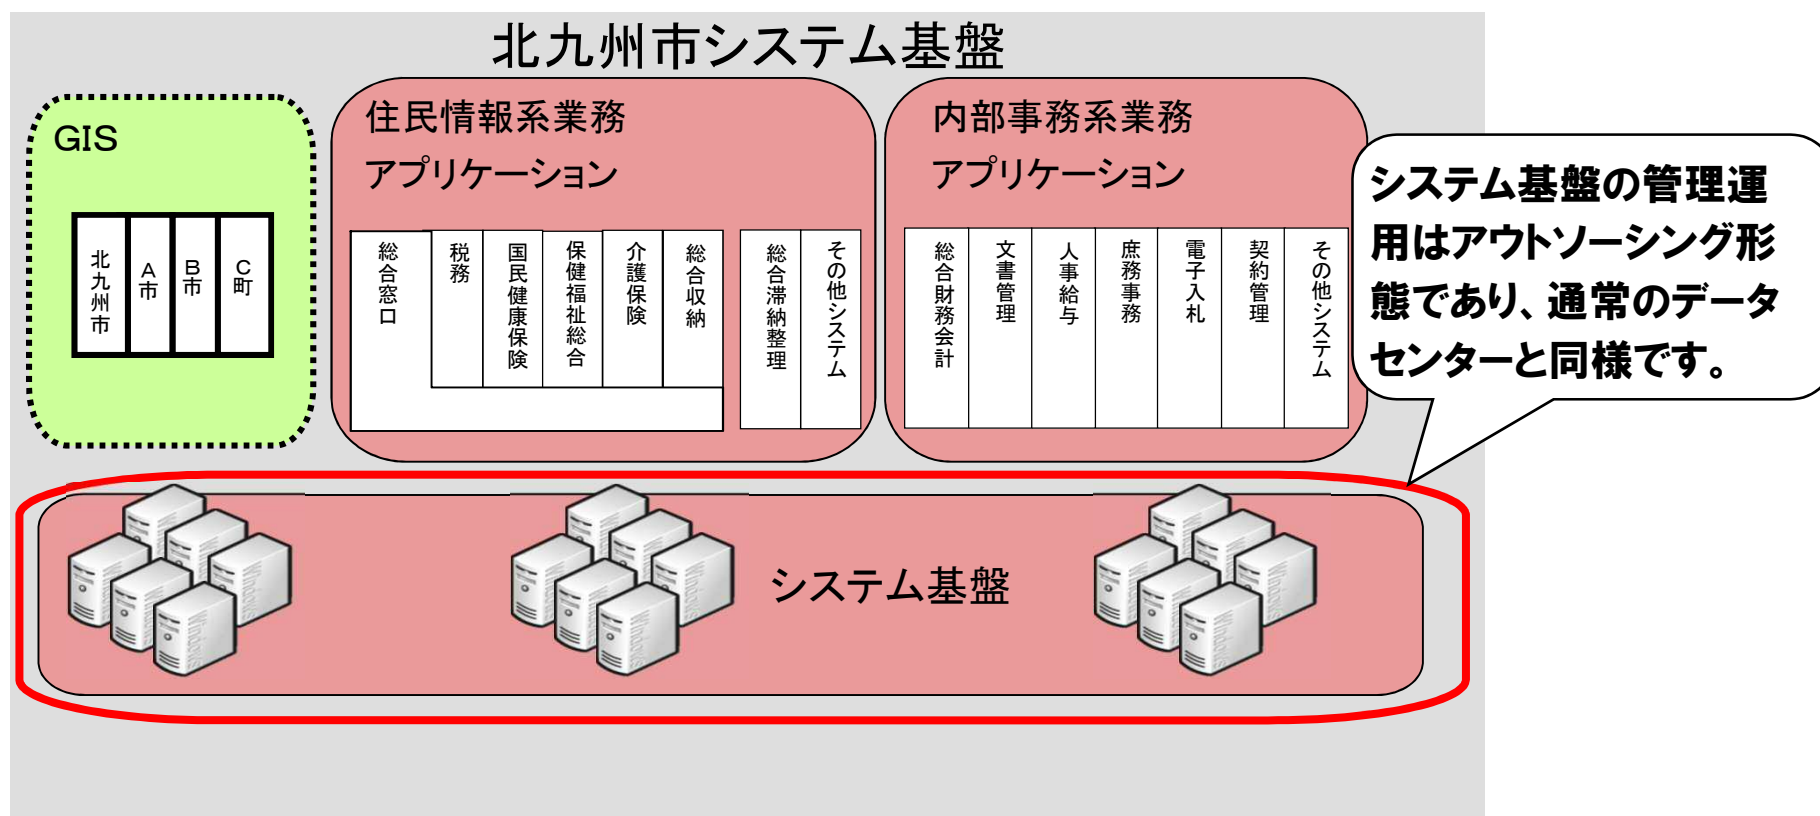 北九州市システム基盤
GIS
北九州市
A市
B市
C町
住民情報系業務
アプリケーション
総合窓口
税務
国民健康保険
保健福祉総合
介護保険
総合収納
総合滞納整理
その他システム
内部事務系業務
アプリケーション
総合財務会計
文書管理
人事給与
庶務事務
電子入札
契約管理
その他システム
システム基盤の管理運
用はアウトソーシング形
態であり、通常のデータ
センターと同様です。
システム基盤